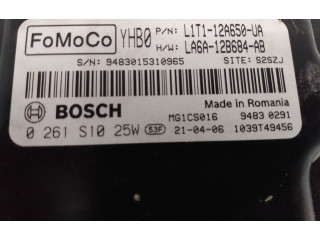 FoMoCo YHB0 P/N: L1T1-12A650-UA
H/W: LA6A-12B684-AB
S/N: 9483015310965 SITE: S2SZJ
BOSCH Made in Romania
MG1CS016 9483 0291
0 261 S10 25W 53F 21-04-06 1039T49456